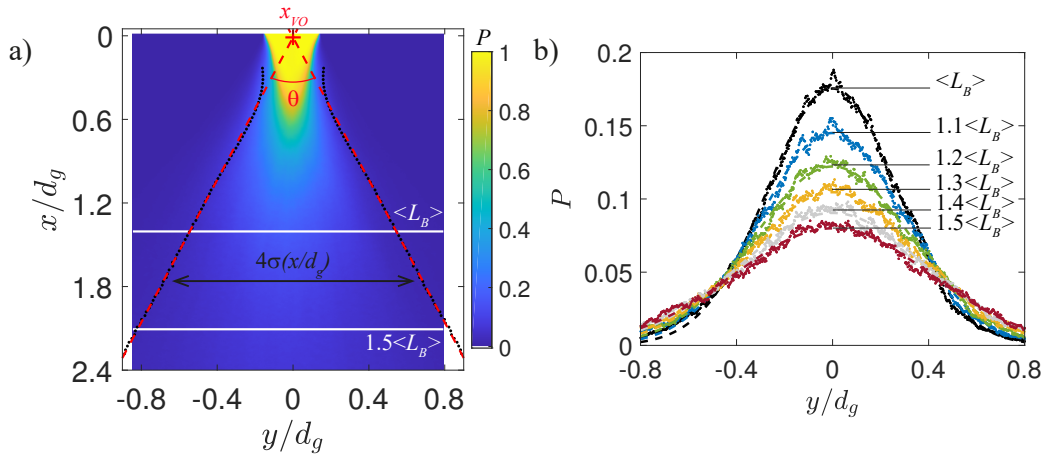 a)
x_VO
P
0
0.6
1.2
1.8
2.4
x/d_g
θ
<L_B>
4σ(x/d_g)
1.5<L_B>
1
0.8
0.6
0.4
0.2
0
-0.8 -0.4 0 0.4 0.8
y/d_g
b)
0.15
0.1
0.05
0
P
<L_B>
1.1<L_B>
1.2<L_B>
1.3<L_B>
1.4<L_B>
1.5<L_B>
-0.8 -0.4 0 0.4 0.8
y/d_g